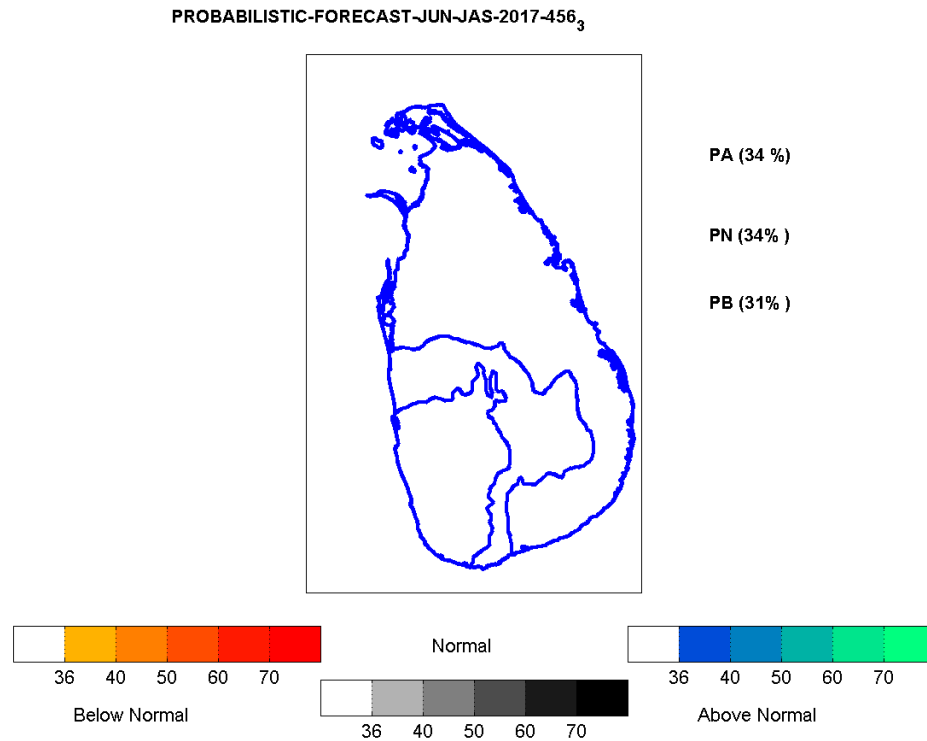 PROBABILISTIC-FORECAST-JUN-JAS-2017-456₃
PA (34 %)
PN (34% )
PB (31% )
Normal
36 40 50 60 70
36 40 50 60 70
Below Normal
Above Normal
36 40 50 60 70